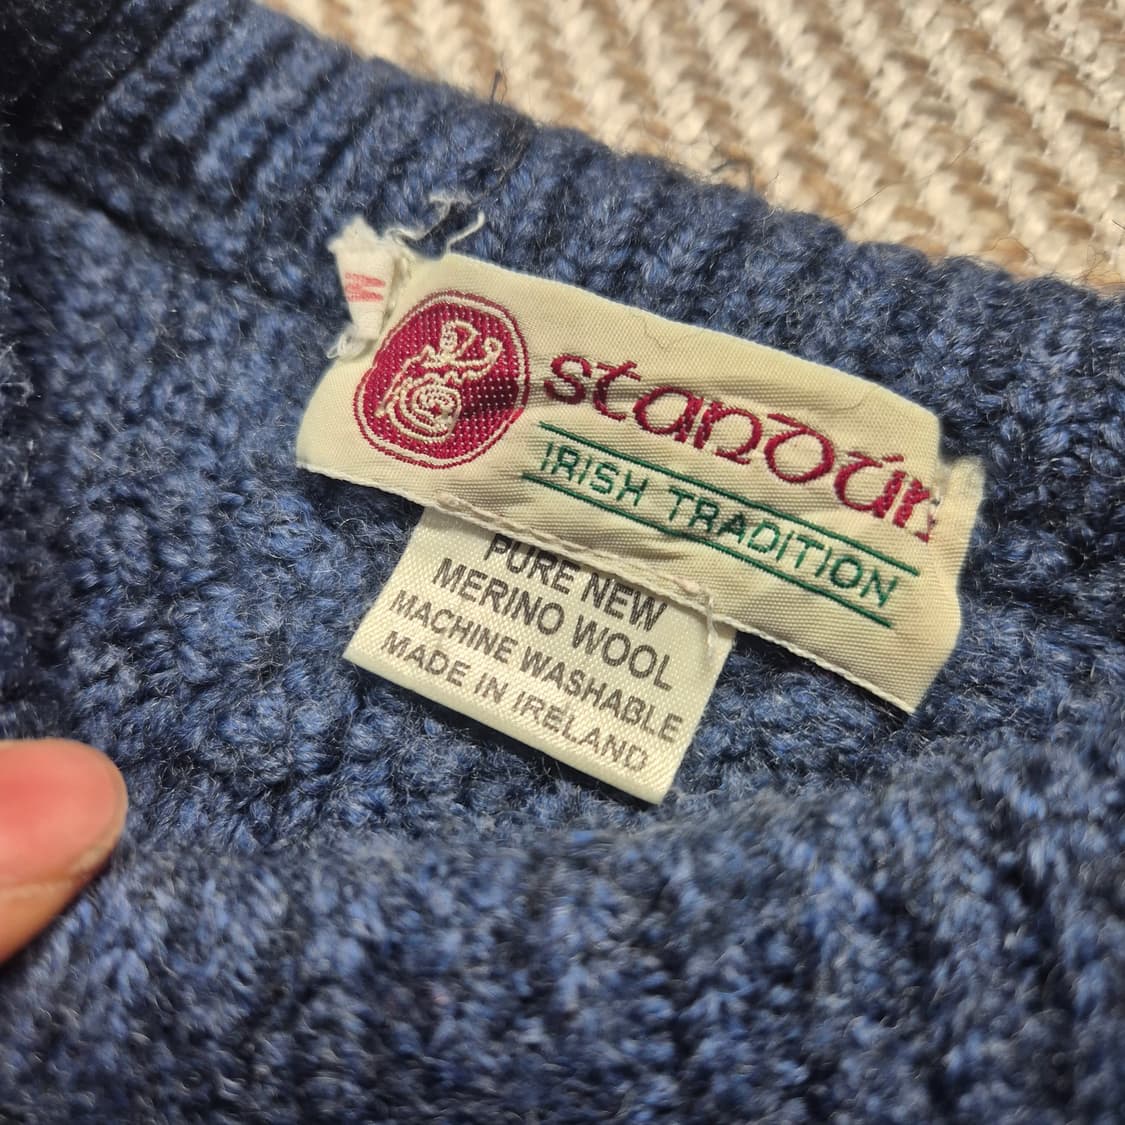 M
standún
IRISH TRADITION
PURE NEW
MERINO WOOL
MACHINE WASHABLE
MADE IN IRELAND